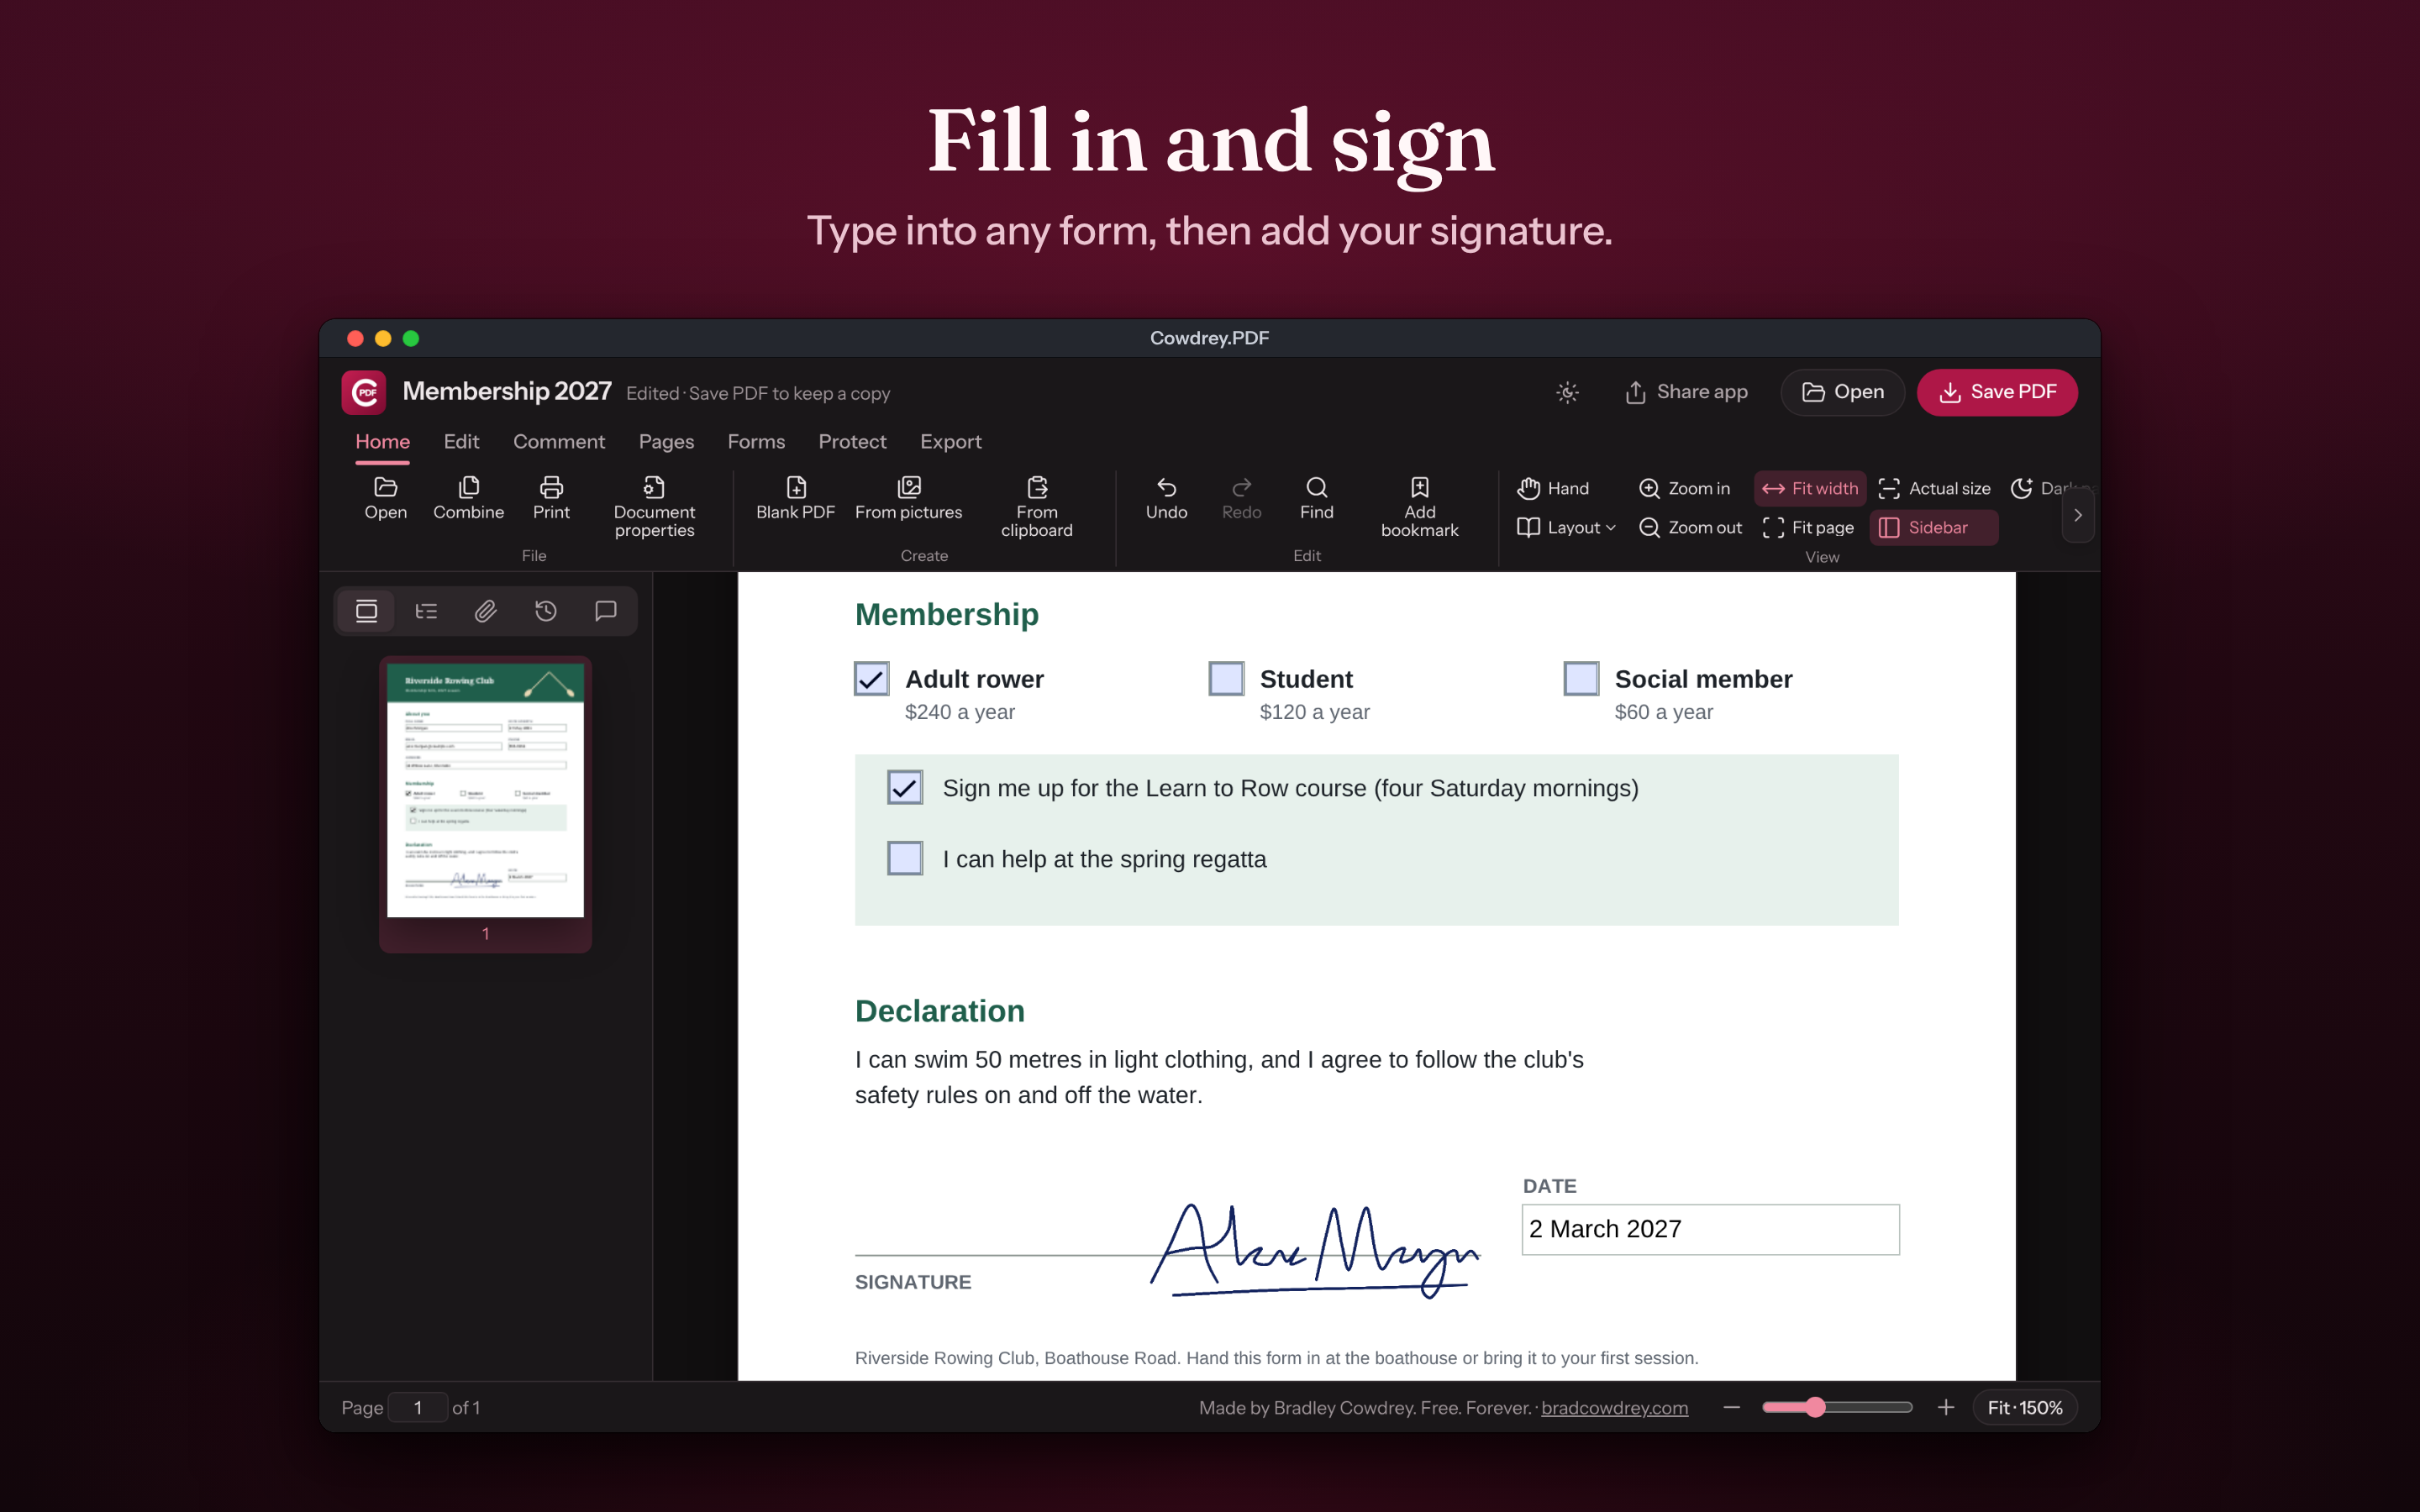 Fill in and sign
Type into any form, then add your signature.
Cowdrey.PDF
PDF
Membership 2027 Edited · Save PDF to keep a copy
Share app Open Save PDF
Home Edit Comment Pages Forms Protect Export
Open Combine Print Document properties
Blank PDF From pictures From clipboard
Undo Redo Find Add bookmark
Hand Zoom in Fit width Actual size
Layout Zoom out Fit page Sidebar
File Create Edit View
Riverside Rowing Club
1
Membership
Adult rower Student Social member
$240 a year $120 a year $60 a year
Sign me up for the Learn to Row course (four Saturday mornings)
I can help at the spring regatta
Declaration
I can swim 50 metres in light clothing, and I agree to follow the club's
safety rules on and off the water.
DATE
2 March 2027
SIGNATURE
Riverside Rowing Club, Boathouse Road. Hand this form in at the boathouse or bring it to your first session.
Page 1 of 1
Made by Bradley Cowdrey. Free. Forever. · bradcowdrey.com
Fit · 150%